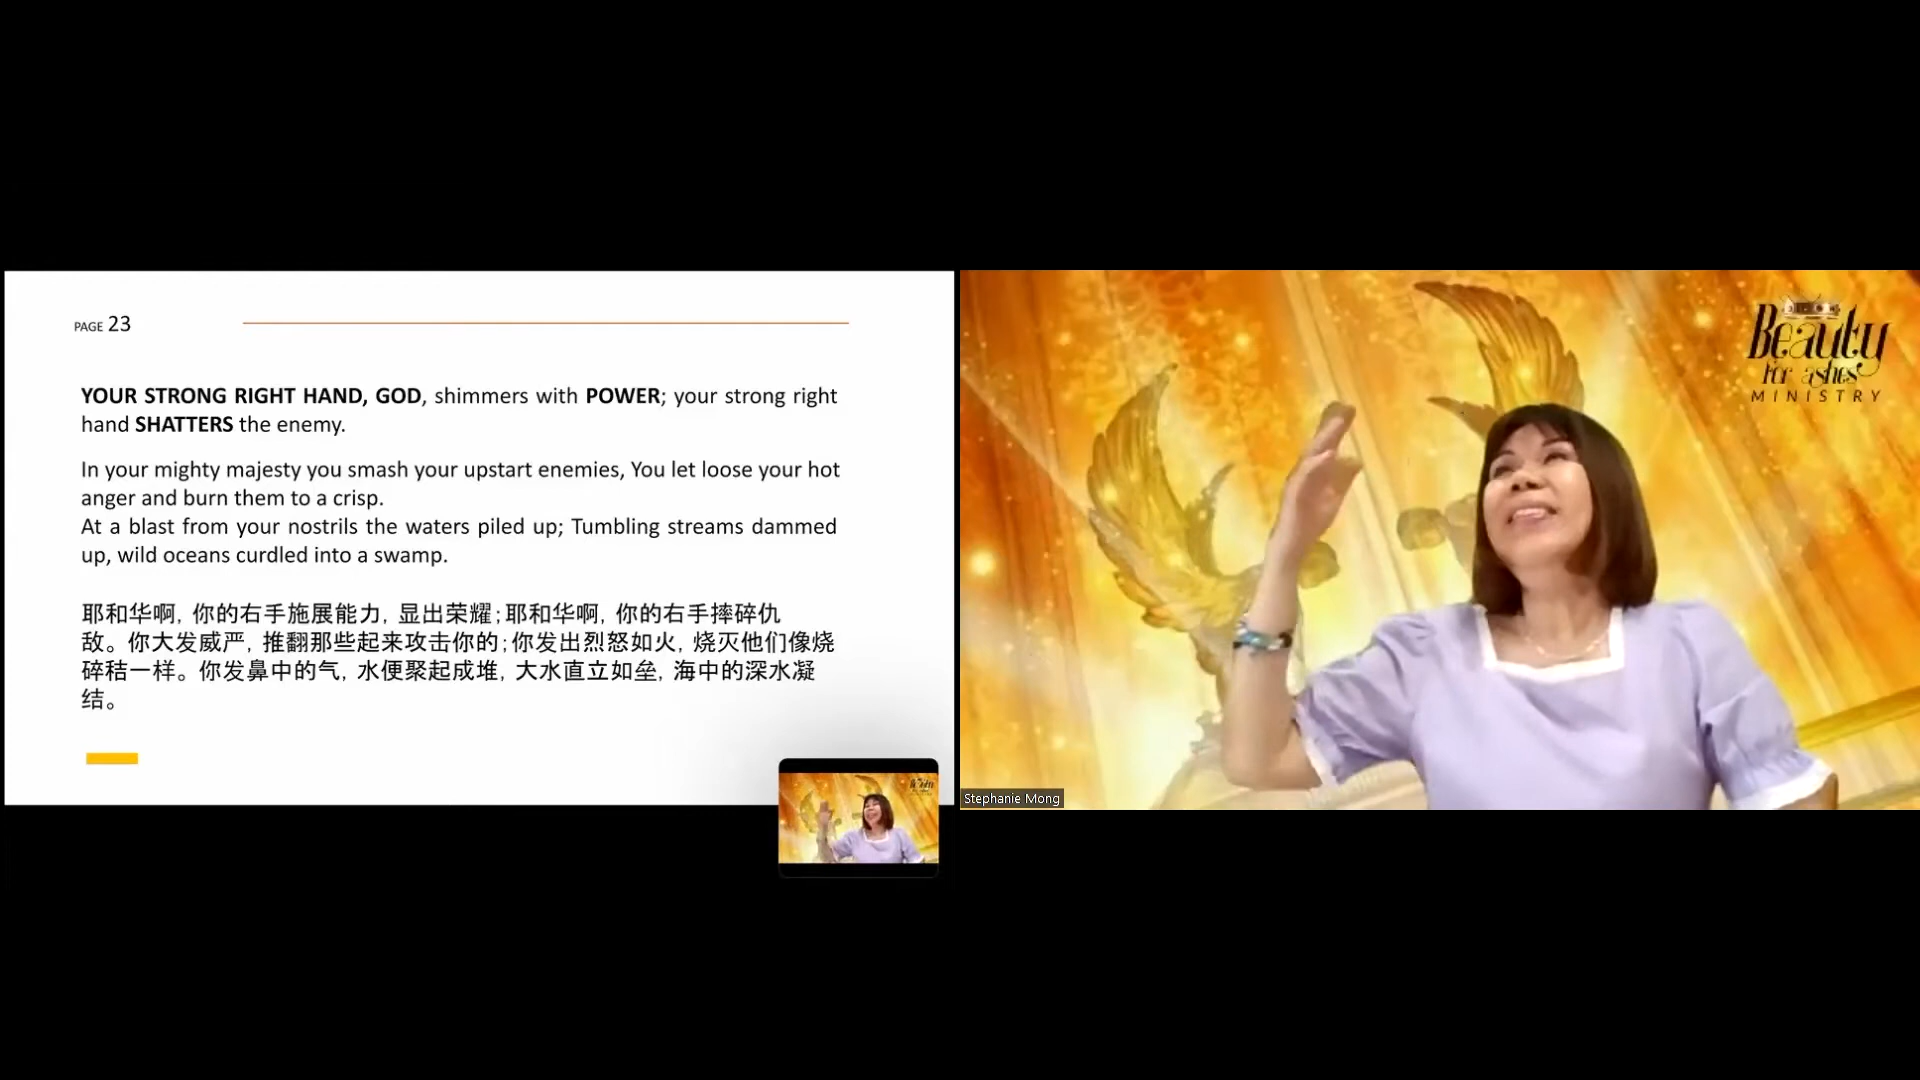 PAGE 23
YOUR STRONG RIGHT HAND, GOD, shimmers with POWER; your strong right
hand SHATTERS the enemy.
In your mighty majesty you smash your upstart enemies, You let loose your hot
anger and burn them to a crisp.
At a blast from your nostrils the waters piled up; Tumbling streams dammed
up, wild oceans curdled into a swamp.
耶和华啊, 你的右手施展能力, 显出荣耀;耶和华啊, 你的右手摔碎仇
敌。你大发威严, 推翻那些起来攻击你的;你发出烈怒如火, 烧灭他们像烧
碎秸一样。你发鼻中的气, 水便聚起成堆, 大水直立如垒, 海中的深水凝
结。
Beauty
For ashes
MINISTRY
Stephanie Mong